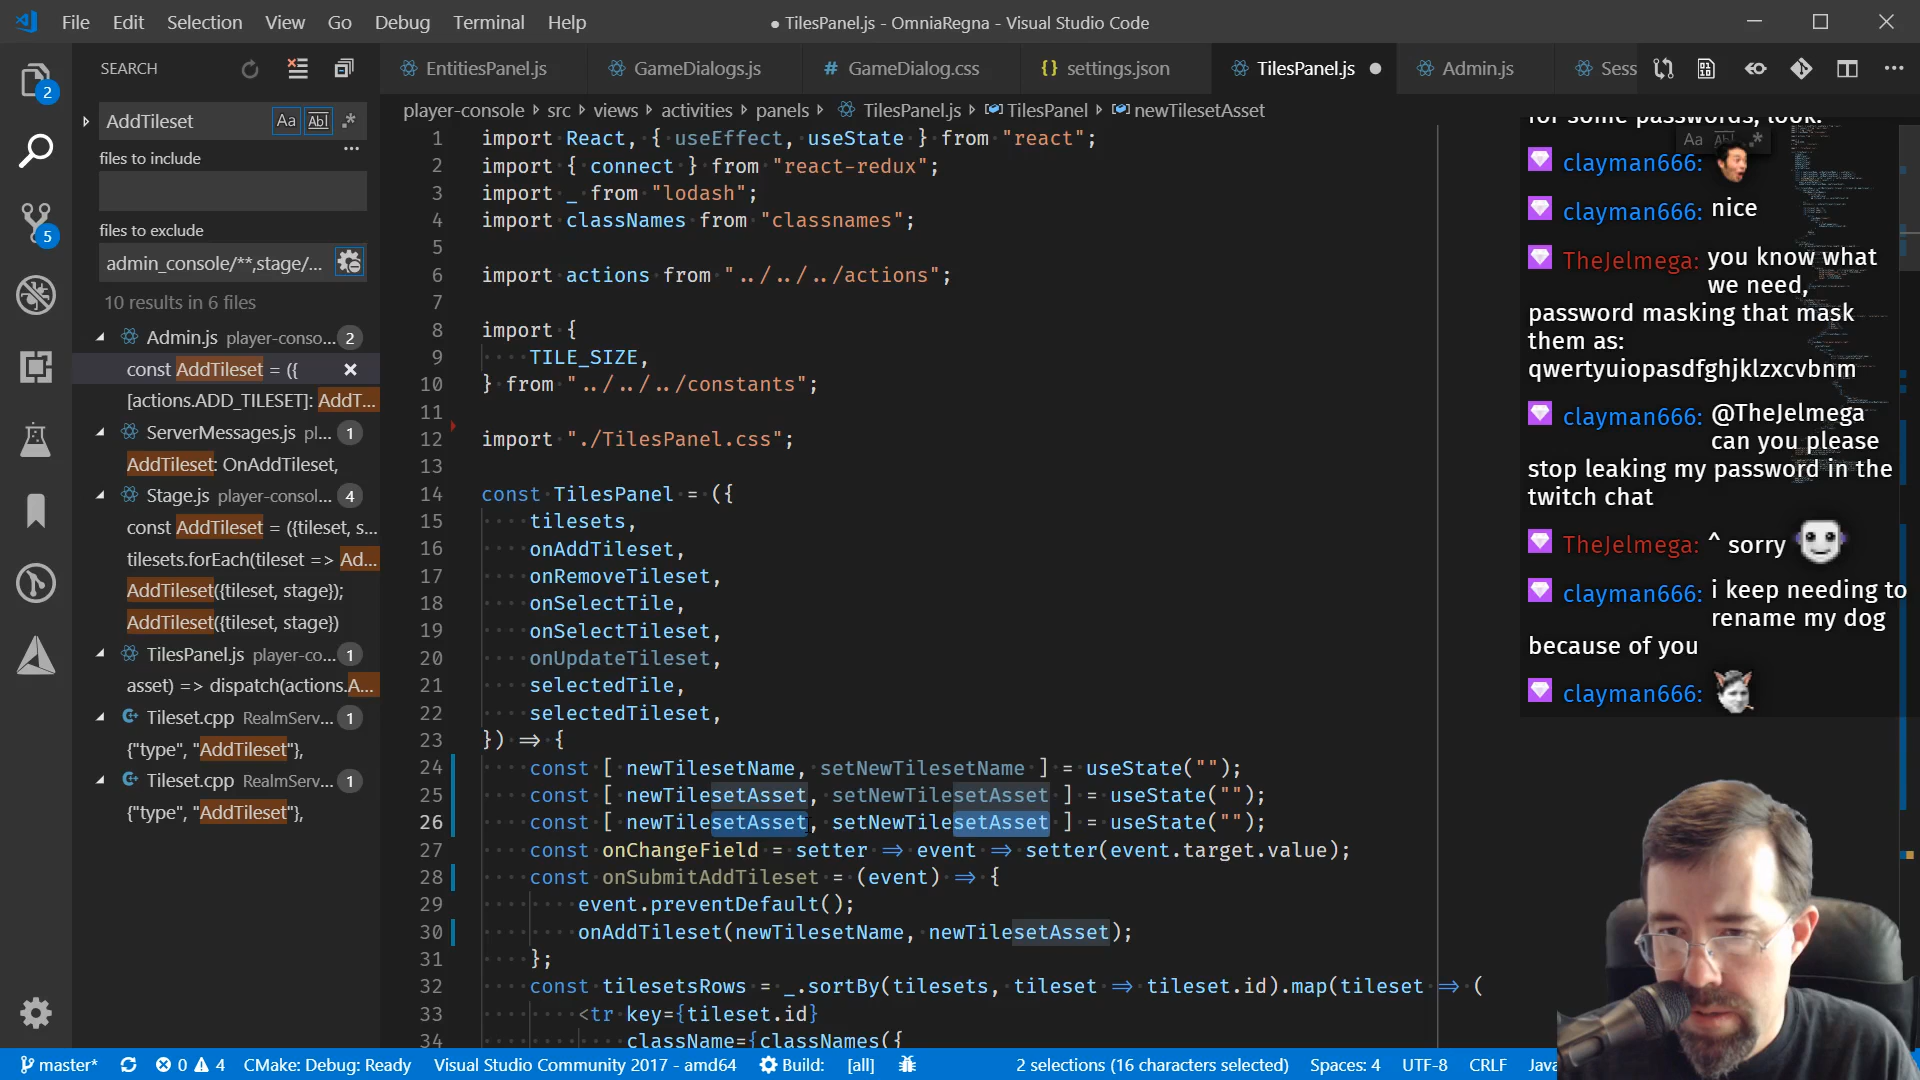 File Edit Selection View Go Debug Terminal Help
● TilesPanel.js - OmniaRegna - Visual Studio Code
SEARCH
EntitiesPanel.js GameDialogs.js # GameDialog.css {} settings.json TilesPanel.js ● Admin.js Sess
2
AddTileset Aa Abl .*
player-console > src > views > activities > panels > TilesPanel.js > TilesPanel > newTilesetAsset
files to include
files to exclude
admin_console/**,stage/...
10 results in 6 files
5
Admin.js player-conso... 2
const AddTileset = ({
[actions.ADD_TILESET]: AddT...
ServerMessages.js pl... 1
AddTileset: OnAddTileset,
Stage.js player-consol... 4
const AddTileset = ({tileset, s...
tilesets.forEach(tileset => Ad...
AddTileset({tileset, stage});
AddTileset({tileset, stage})
TilesPanel.js player-co... 1
asset) => dispatch(actions.A...
Tileset.cpp RealmServ... 1
{"type", "AddTileset"},
Tileset.cpp RealmServ... 1
{"type", "AddTileset"},
1 import React, { useEffect, useState } from "react";
2 import { connect } from "react-redux";
3 import _ from "lodash";
4 import classNames from "classnames";
5
6 import actions from "../../../actions";
7
8 import {
9 TILE_SIZE,
10 } from "../../../constants";
11
12 import "./TilesPanel.css";
13
14 const TilesPanel = ({
15 tilesets,
16 onAddTileset,
17 onRemoveTileset,
18 onSelectTile,
19 onSelectTileset,
20 onUpdateTileset,
21 selectedTile,
22 selectedTileset,
23 }) => {
24 const [ newTilesetName, setNewTilesetName ] = useState("");
25 const [ newTilesetAsset, setNewTilesetAsset ] = useState("");
26 const [ newTilesetAsset, setNewTilesetAsset ] = useState("");
27 const onChangeField = setter => event => setter(event.target.value);
28 const onSubmitAddTileset = (event) => {
29 event.preventDefault();
30 onAddTileset(newTilesetName, newTilesetAsset);
31 };
32 const tilesetsRows = _.sortBy(tilesets, tileset => tileset.id).map(tileset => (
33 <tr key={tileset.id}
34 className={classNames({
for some passwords, look:
Aa Abl .*
clayman666:
clayman666: nice
TheJelmega: you know what
we need,
password masking that mask
them as:
qwertyuiopasdfghjklzxcvbnm
clayman666: @TheJelmega
can you please
stop leaking my password in the
twitch chat
TheJelmega: ^ sorry
clayman666: i keep needing to
rename my dog
because of you
clayman666:
master* 0 4 CMake: Debug: Ready Visual Studio Community 2017 - amd64 Build: [all] 2 selections (16 characters selected) Spaces: 4 UTF-8 CRLF Java